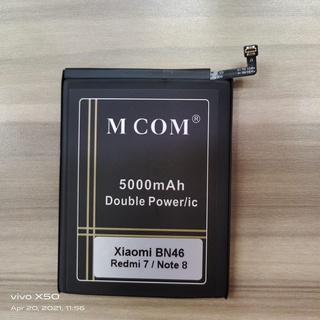 M COM®
5000mAh
Double Power/ic
Xiaomi BN46
Redmi 7 / Note 8
vivo X50
Apr 20, 2021, 11:56